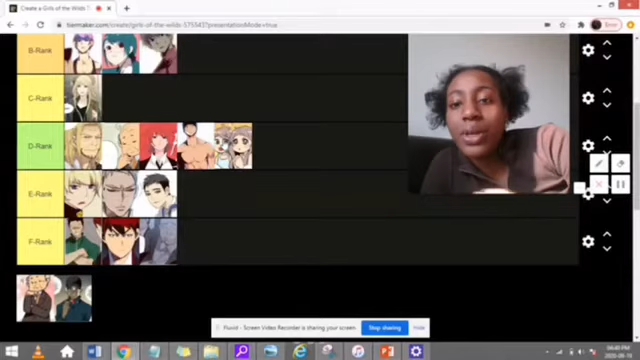 Create a Girls of the Wilds T
tiermaker.com/create/girls-of-the-wilds-575543?presentationMode=true
B-Rank
C-Rank
D-Rank
E-Rank
F-Rank
Fluvid - Screen Video Recorder is sharing your screen.
Stop sharing
Hide